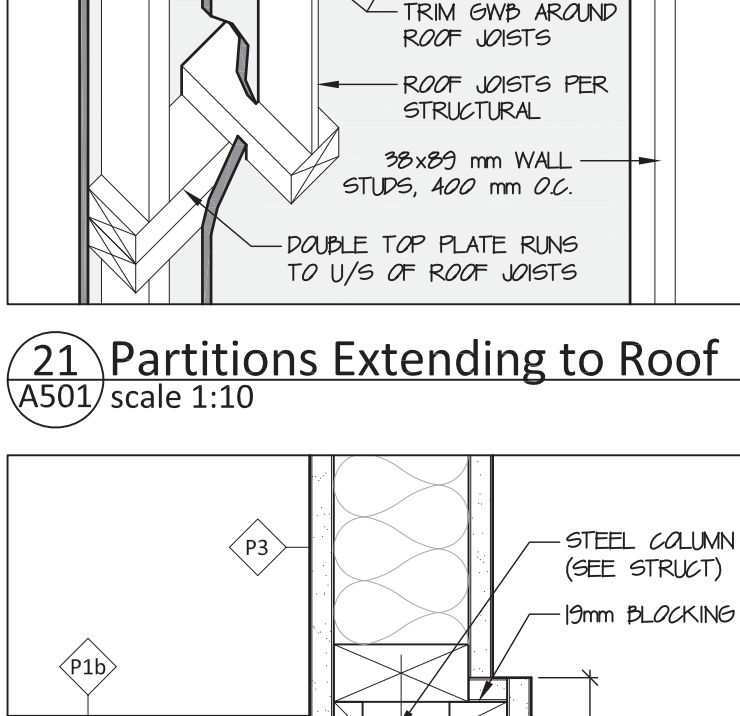 TRIM GWB AROUND
ROOF JOISTS
ROOF JOISTS PER
STRUCTURAL
38x89 mm WALL
STUDS, 400 mm O.C.
DOUBLE TOP PLATE RUNS
TO U/S OF ROOF JOISTS
21
A501
Partitions Extending to Roof
scale 1:10
P3
STEEL COLUMN
(SEE STRUCT)
19mm BLOCKING
P1b